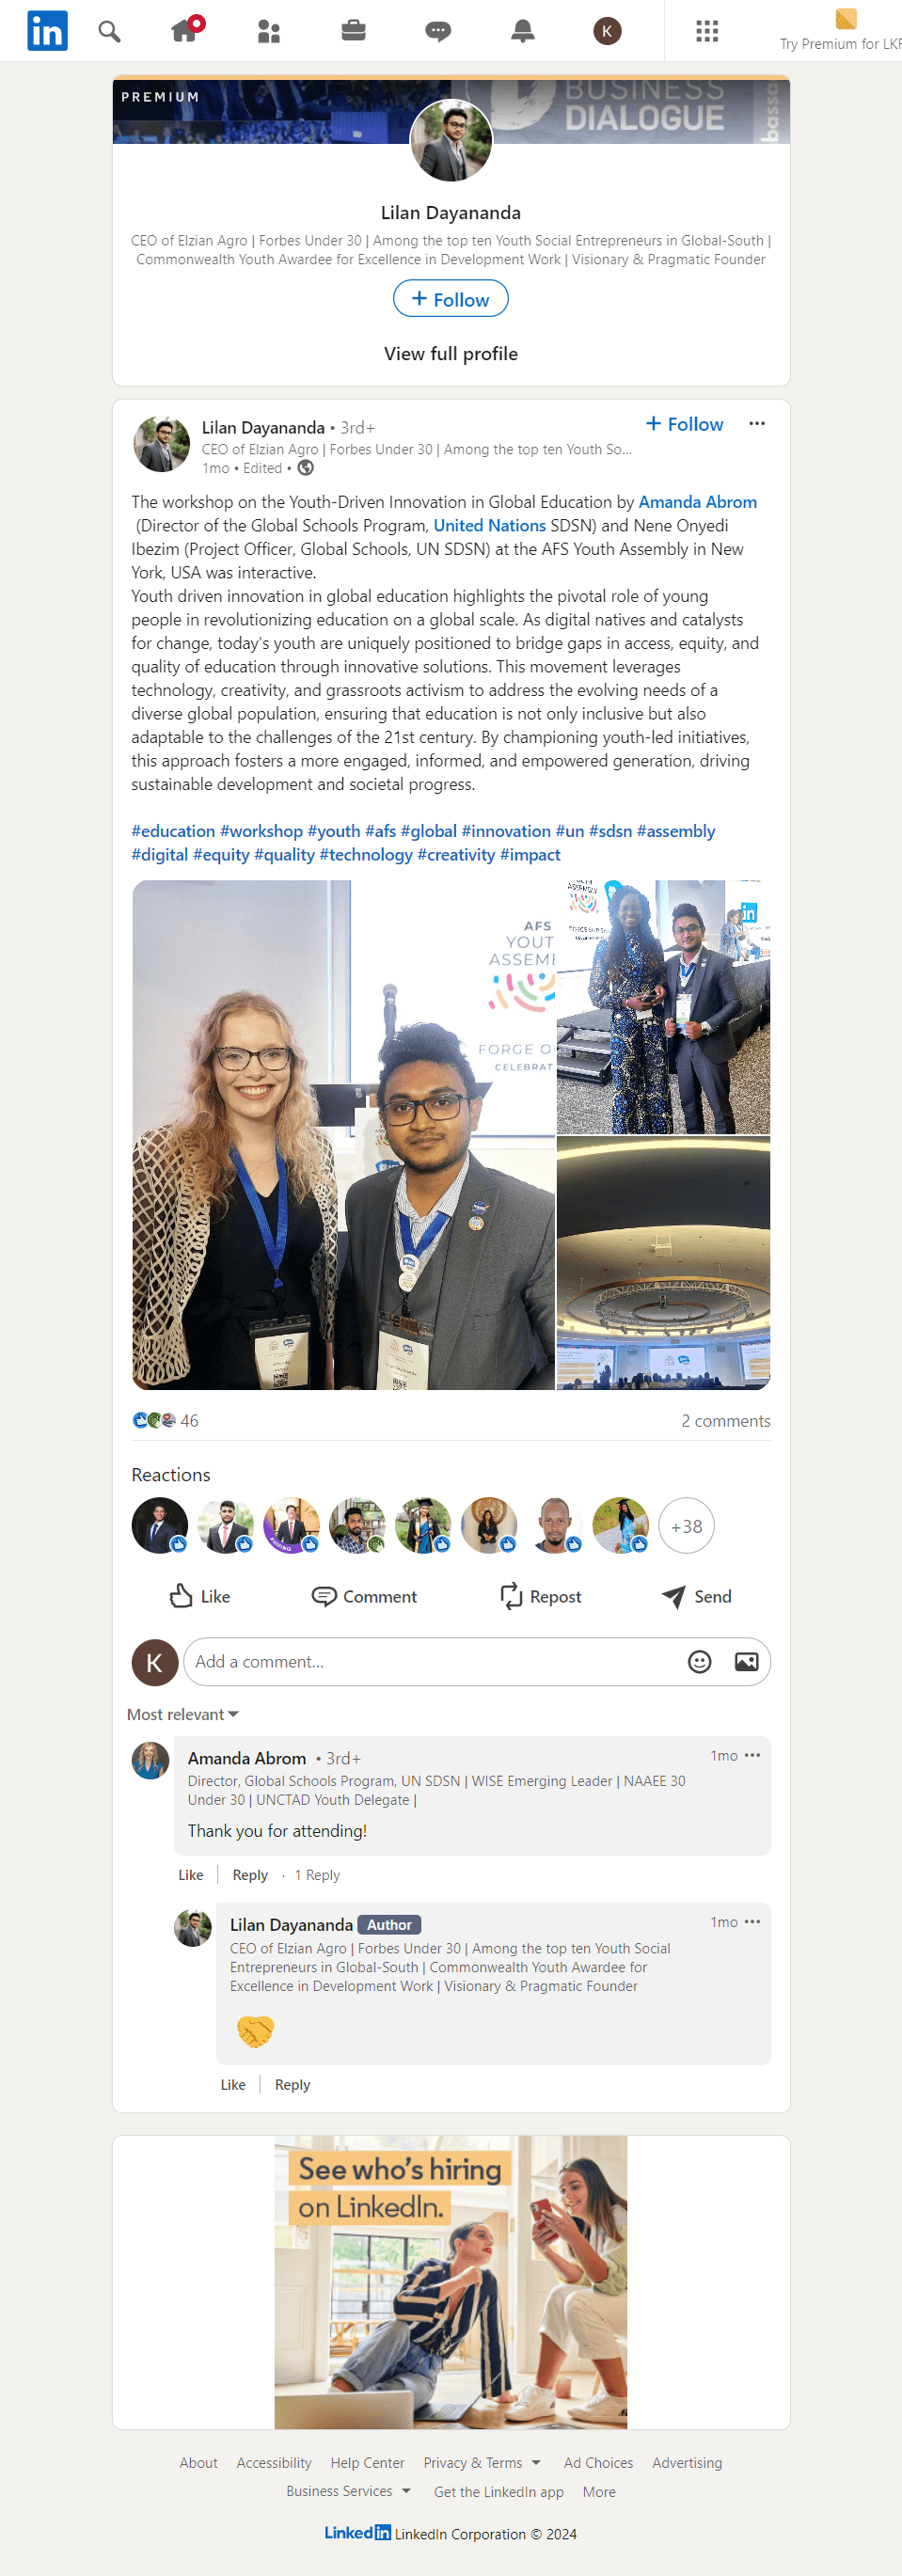 in
K
Try Premium for LKR
PREMIUM
BUSINESS
DIALOGUE
bassa
Lilan Dayananda
CEO of Elzian Agro | Forbes Under 30 | Among the top ten Youth Social Entrepreneurs in Global-South |
Commonwealth Youth Awardee for Excellence in Development Work | Visionary & Pragmatic Founder
+ Follow
View full profile
Lilan Dayananda • 3rd+
+ Follow
CEO of Elzian Agro | Forbes Under 30 | Among the top ten Youth So...
1mo • Edited •
The workshop on the Youth-Driven Innovation in Global Education by Amanda Abrom
(Director of the Global Schools Program, United Nations SDSN) and Nene Onyedi
Ibezim (Project Officer, Global Schools, UN SDSN) at the AFS Youth Assembly in New
York, USA was interactive.
Youth driven innovation in global education highlights the pivotal role of young
people in revolutionizing education on a global scale. As digital natives and catalysts
for change, today's youth are uniquely positioned to bridge gaps in access, equity, and
quality of education through innovative solutions. This movement leverages
technology, creativity, and grassroots activism to address the evolving needs of a
diverse global population, ensuring that education is not only inclusive but also
adaptable to the challenges of the 21st century. By championing youth-led initiatives,
this approach fosters a more engaged, informed, and empowered generation, driving
sustainable development and societal progress.
#education #workshop #youth #afs #global #innovation #un #sdsn #assembly
#digital #equity #quality #technology #creativity #impact
AFS
YOUT
ASSEME
FORGE O
CELEBRAT
ASSEMBLY
in
46
2 comments
Reactions
+38
Like
Comment
Repost
Send
K
Add a comment...
Most relevant
Amanda Abrom • 3rd+
1mo
Director, Global Schools Program, UN SDSN | WISE Emerging Leader | NAAEE 30
Under 30 | UNCTAD Youth Delegate |
Thank you for attending!
Like
Reply · 1 Reply
Lilan Dayananda Author
1mo
CEO of Elzian Agro | Forbes Under 30 | Among the top ten Youth Social
Entrepreneurs in Global-South | Commonwealth Youth Awardee for
Excellence in Development Work | Visionary & Pragmatic Founder
Like
Reply
See who's hiring
on LinkedIn.
About Accessibility Help Center Privacy & Terms Ad Choices Advertising
Business Services Get the LinkedIn app More
LinkedIn LinkedIn Corporation © 2024